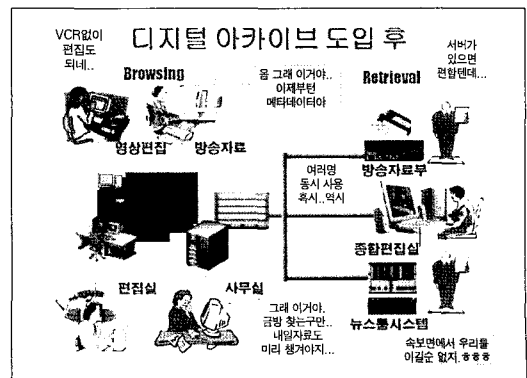 디지털 아카이브 도입 후
VCR없이
편집도
되네..
서버가
있으면
편할텐데...
Browsing
음 그래 이거야..
이제부턴
메타데이터야
Retrieval
영상편집
방송자료
여러명
동시 사용
혹시..역시
방송자료부
종합편집실
편집실
사무실
그래 이거야.
금방 찾는구만..
내일자료도
미리 챙겨야지...
뉴스룸시스템
속보면에서 우리를
이길순 없지.ㅎㅎㅎ